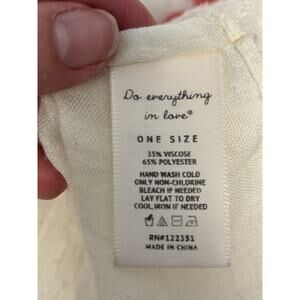 Do everything
in love®
ONE SIZE
35% VISCOSE
65% POLYESTER
HAND WASH COLD
ONLY NON-CHLORINE
BLEACH IF NEEDED
LAY FLAT TO DRY
COOL IRON IF NEEDED
RN#122351
MADE IN CHINA